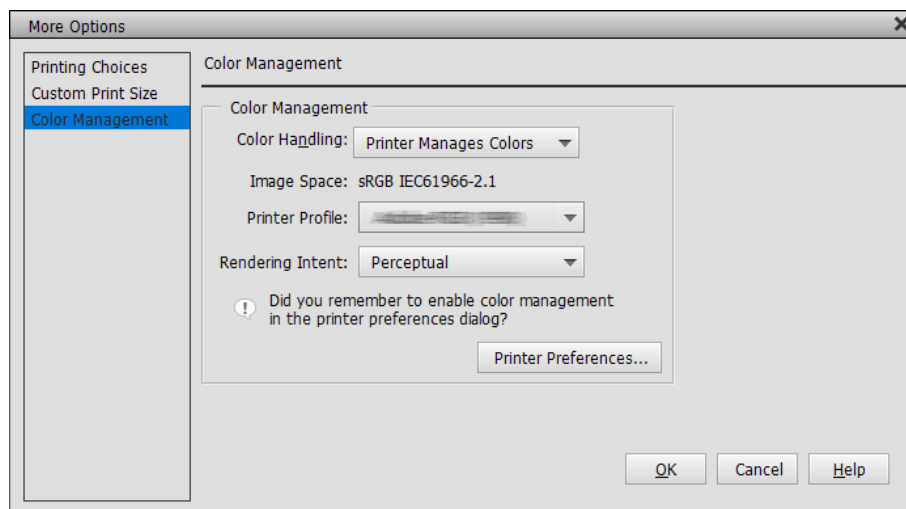 More Options
Printing Choices
Custom Print Size
Color Management
Color Management
Color Management
Color Handling: Printer Manages Colors
Image Space: sRGB IEC61966-2.1
Printer Profile:
Rendering Intent: Perceptual
Did you remember to enable color management
in the printer preferences dialog?
Printer Preferences...
OK Cancel Help